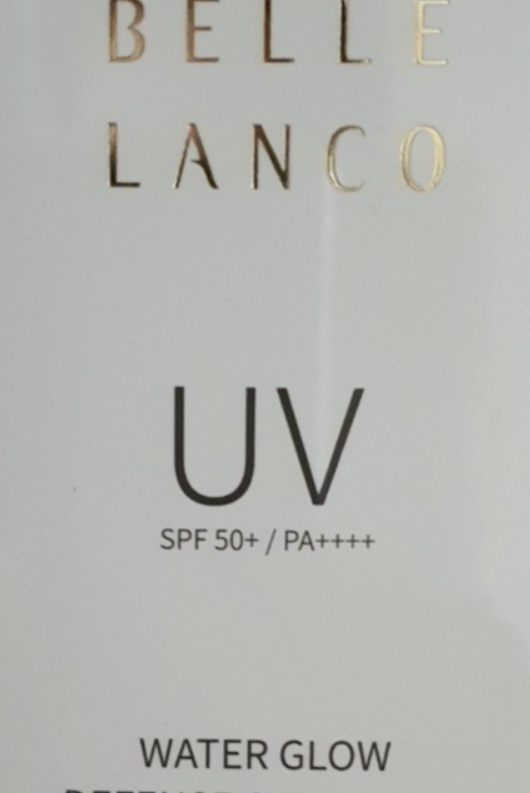 BELLE
LANCO
UV
SPF 50+ / PA++++
WATER GLOW